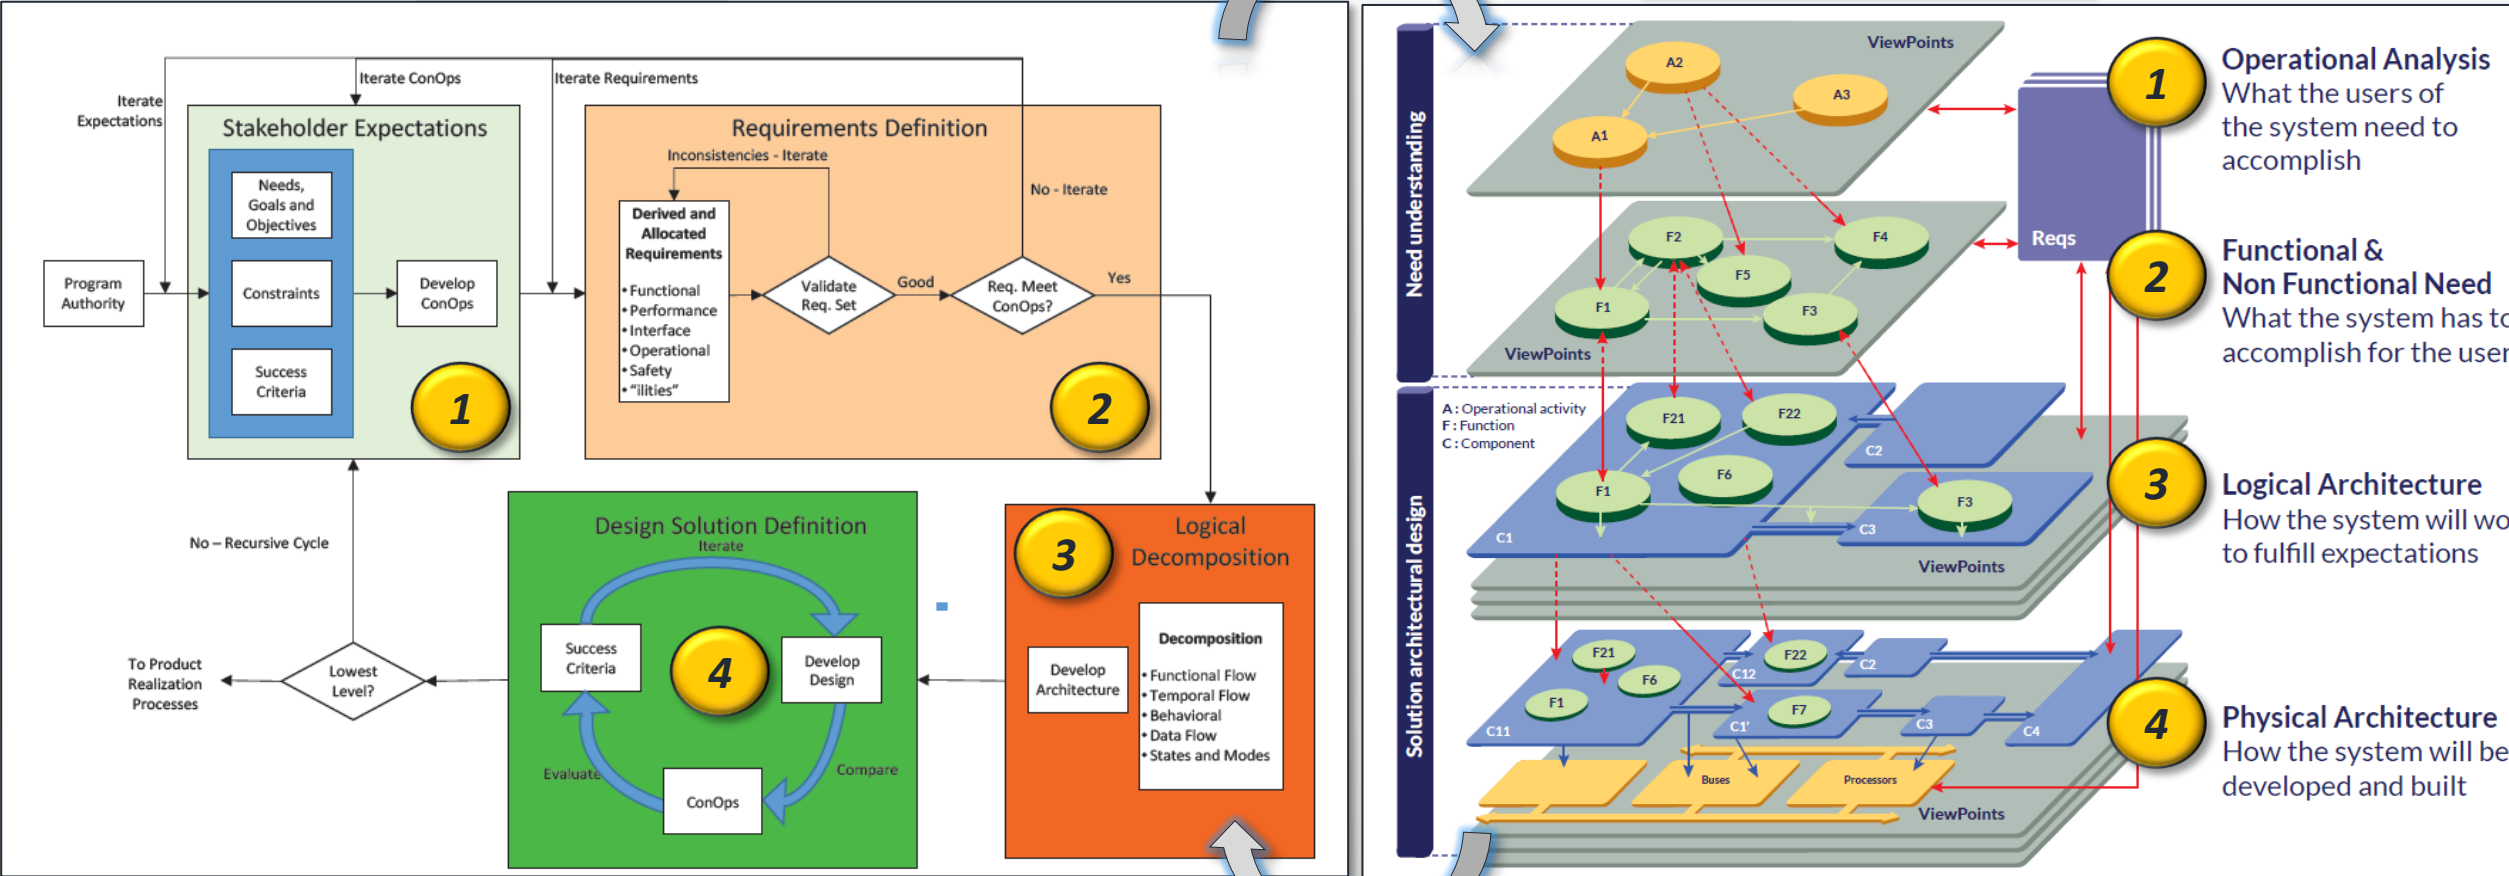 Iterate
Expectations
Iterate ConOps
Iterate Requirements
Stakeholder Expectations
Needs,
Goals and
Objectives
Constraints
Success
Criteria
Program
Authority
Develop
ConOps
1
Requirements Definition
Inconsistencies - Iterate
Derived and
Allocated
Requirements
• Functional
• Performance
• Interface
• Operational
• Safety
• "ilities"
Validate
Req. Set
Good
Req. Meet
ConOps?
No - Iterate
Yes
2
Logical
Decomposition
3
Develop
Architecture
Decomposition
• Functional Flow
• Temporal Flow
• Behavioral
• Data Flow
• States and Modes
Design Solution Definition
Iterate
Success
Criteria
4
Develop
Design
Evaluate
Compare
ConOps
No – Recursive Cycle
Lowest
Level?
To Product
Realization
Processes
Need understanding
ViewPoints
A2
A3
A1
F2
F4
F5
F1
F3
ViewPoints
Reqs
Solution architectural design
A : Operational activity
F : Function
C : Component
F21
F22
C2
F6
F1
F3
C1
C3
ViewPoints
F21
F22
C2
C12
F6
F1
F7
C11
C1'
C3
C4
Buses
Processors
ViewPoints
1
Operational Analysis
What the users of
the system need to
accomplish
2
Functional &
Non Functional Need
What the system has to
accomplish for the user
3
Logical Architecture
How the system will wo
to fulfill expectations
4
Physical Architecture
How the system will be
developed and built